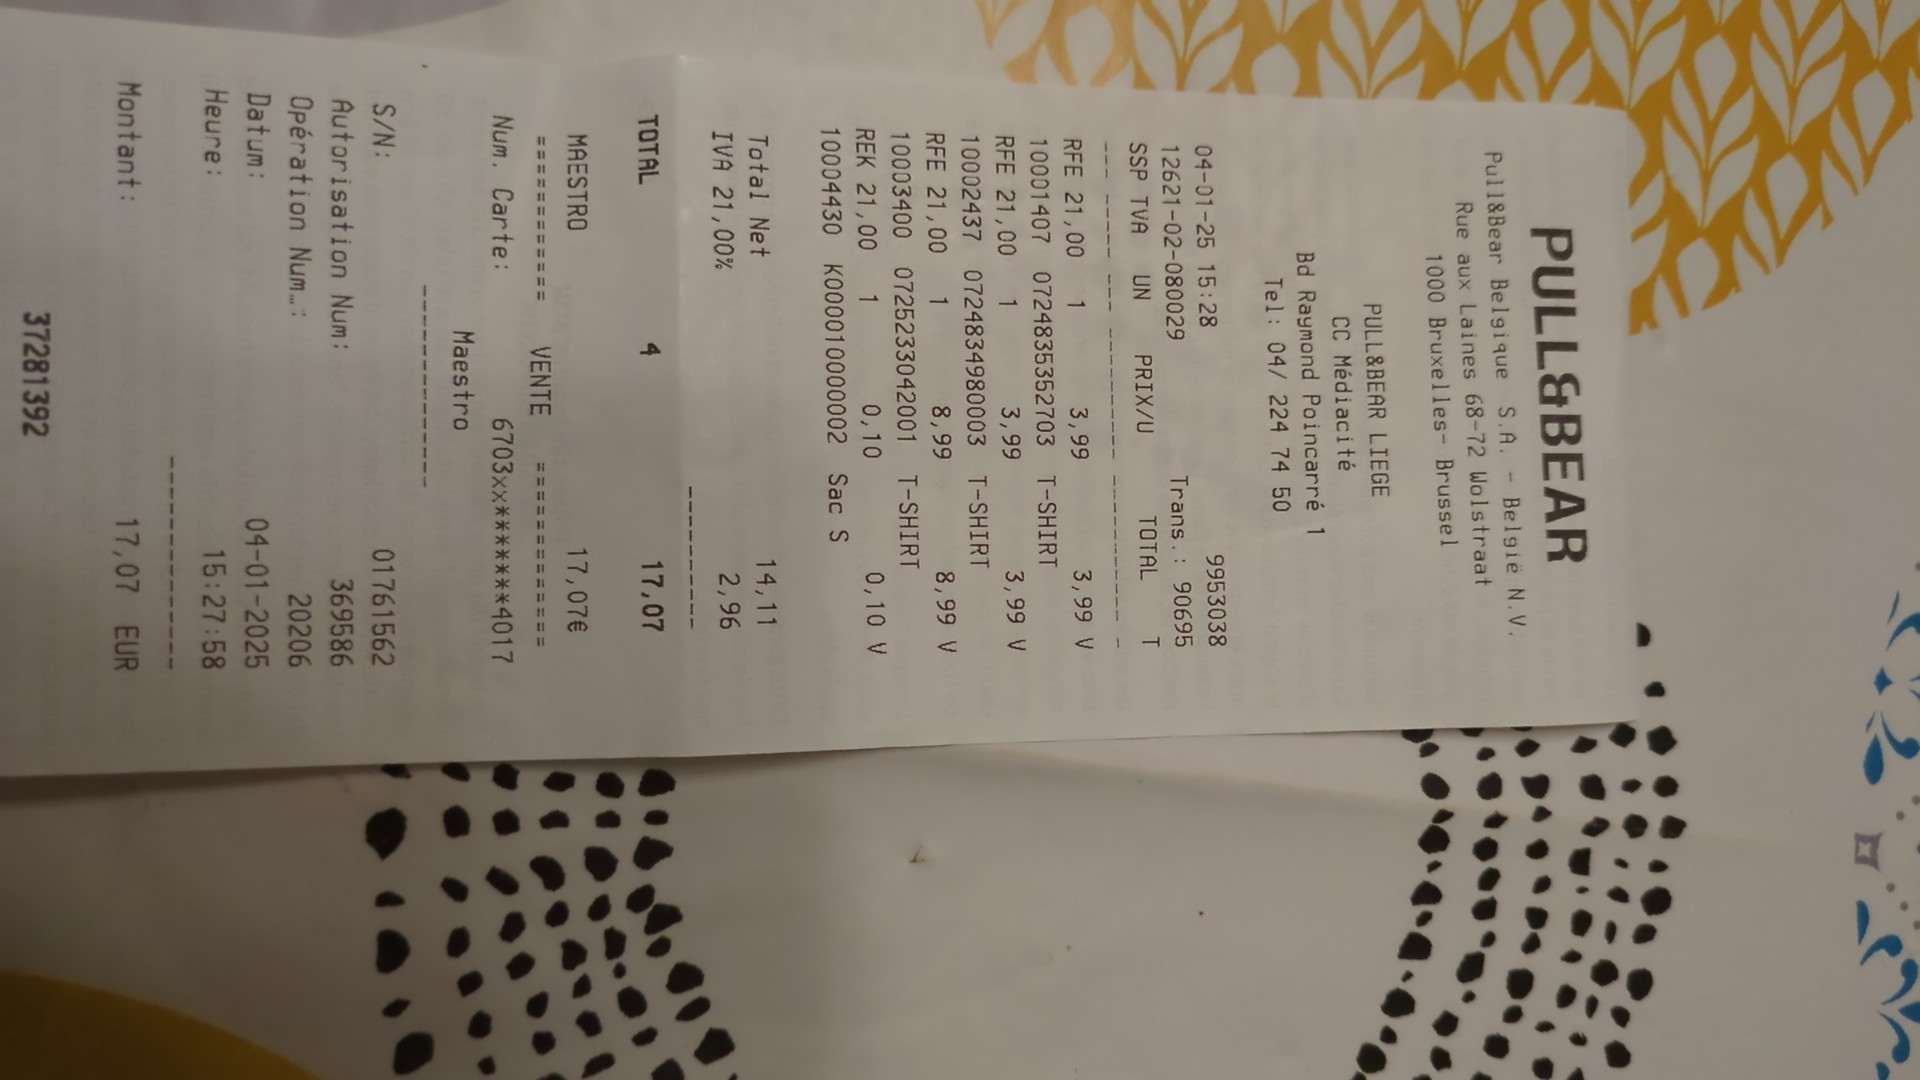 PULL&BEAR
Pull&Bear Belgique S.A. - België N.V.
Rue aux Laines 68-72 Wolstraat
1000 Bruxelles- Brussel
PULL&BEAR LIEGE
CC Médiacité
Bd Raymond Poincarré 1
Tel: 04/ 224 74 50
04-01-25 15:28 9953038
12621-02-080029 Trans.: 90695
SSP TVA UN PRIX/U TOTAL T
RFE 21,00 1 3,99 3,99 V
10001407 0724835352703 T-SHIRT
RFE 21,00 1 3,99 3,99 V
10002437 0724834980003 T-SHIRT
RFE 21,00 1 8,99 8,99 V
10003400 07252333042001 T-SHIRT
REK 21,00 1 0,10 0,10 V
10004430 K0000100000002 Sac S
Total Net 14,11
IVA 21,00% 2,96
TOTAL 4 17,07
MAESTRO 17,07€
=========== VENTE =============
Num. Carte: 6703xx********4017
Maestro
S/N: 01761562
Autorisation Num: 369586
Opération Num…: 20206
Datum: 04-01-2025
Heure: 15:27:58
Montant: 17,07 EUR
37281392